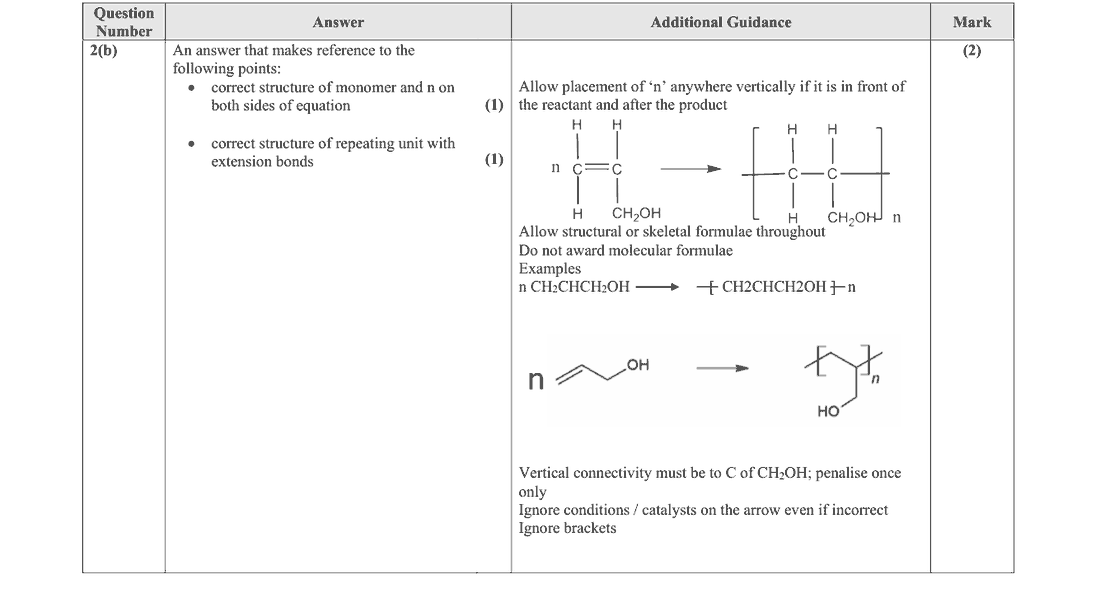 Question Number
Answer
Additional Guidance
Mark
2(b)
An answer that makes reference to the
following points:
(2)
• correct structure of monomer and n on
both sides of equation
(1)
• correct structure of repeating unit with
extension bonds
(1)
Allow placement of ‘n’ anywhere vertically if it is in front of
the reactant and after the product
H H H H
n C C C C
H CH₂OH H CH₂OH n
Allow structural or skeletal formulae throughout
Do not award molecular formulae
Examples
n CH₂CHCH₂OH ⟶ -[ CH2CHCH2OH ]-n
n OH n
HO
Vertical connectivity must be to C of CH₂OH; penalise once
only
Ignore conditions / catalysts on the arrow even if incorrect
Ignore brackets